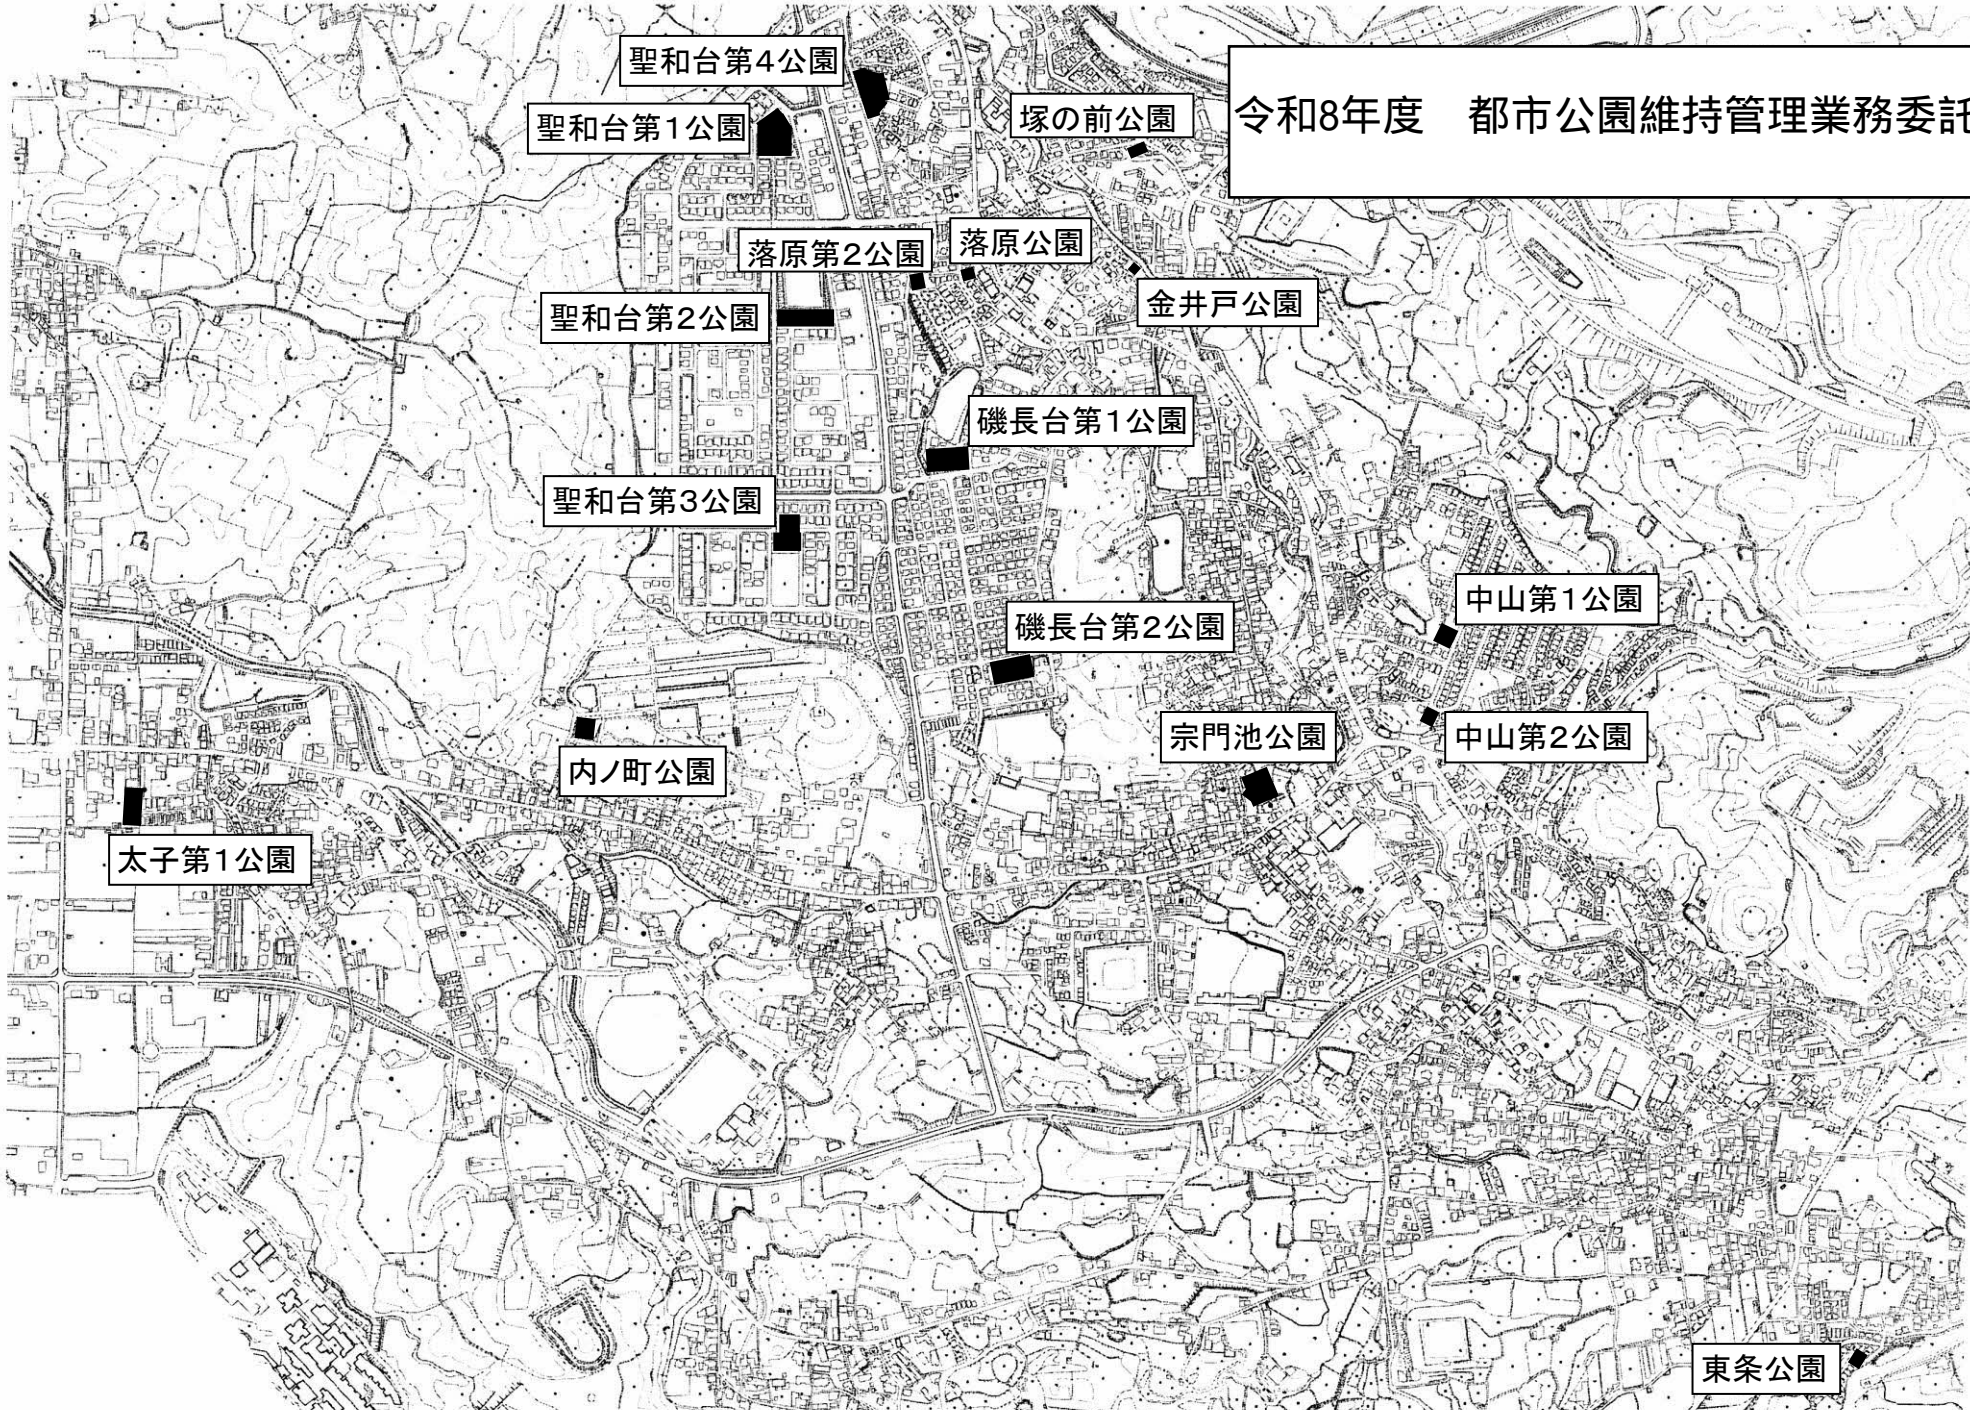 聖和台第4公園
令和8年度　都市公園維持管理業務委託
聖和台第1公園
塚の前公園
落原第2公園
落原公園
聖和台第2公園
金井戸公園
磯長台第1公園
聖和台第3公園
中山第1公園
磯長台第2公園
宗門池公園
中山第2公園
内ノ町公園
太子第1公園
東条公園